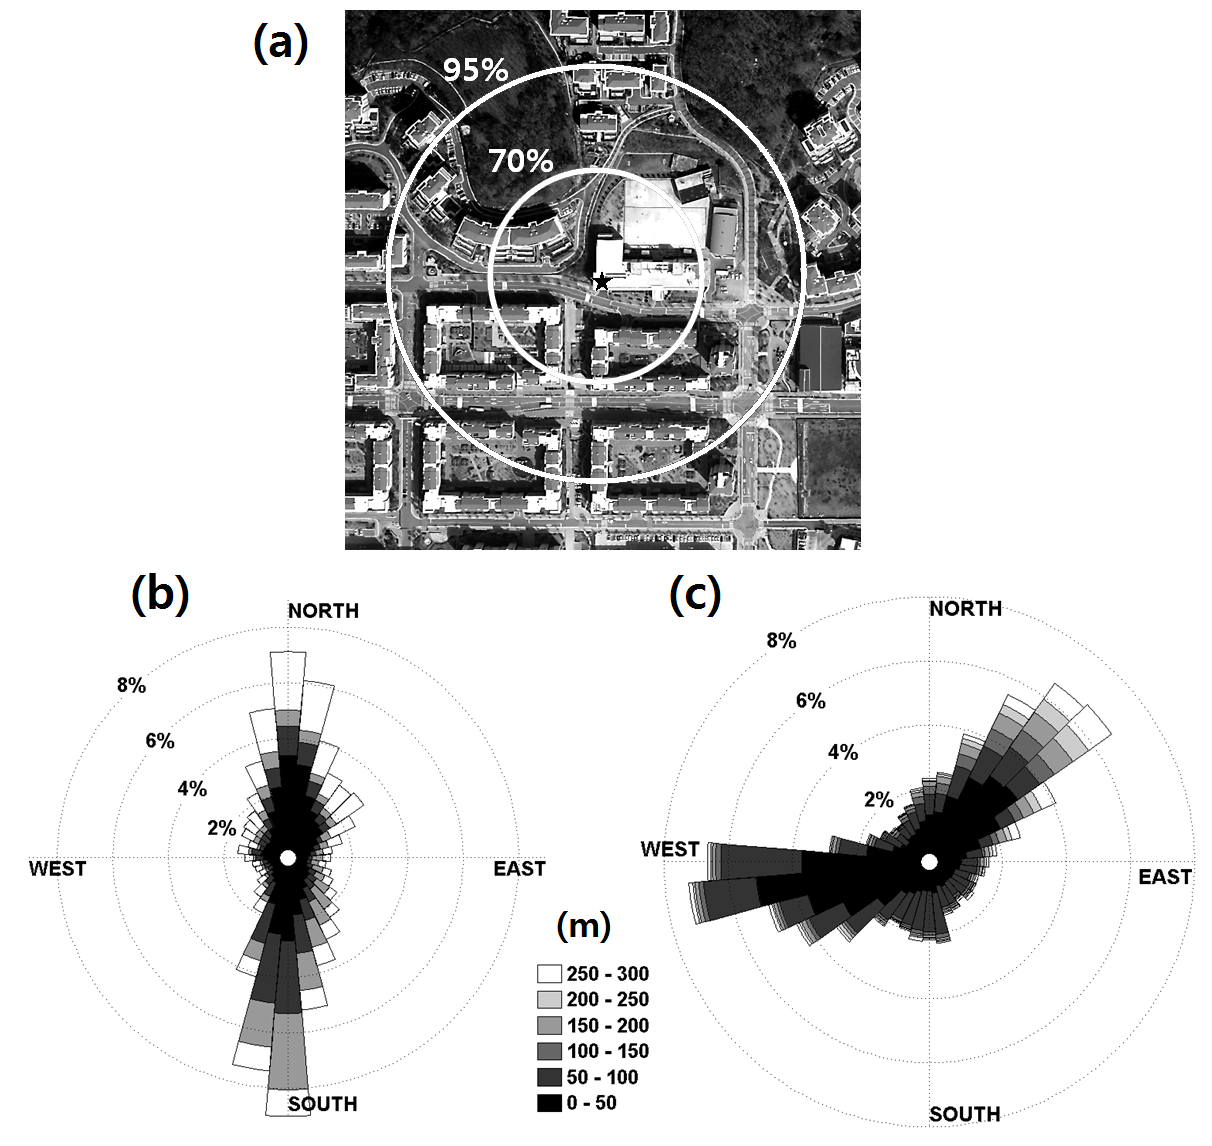 (a)
95%
70%
(b)
(c)
NORTH
8%
6%
4%
2%
WEST
EAST
SOUTH
NORTH
8%
6%
4%
2%
WEST
EAST
SOUTH
(m)
250 - 300
200 - 250
150 - 200
100 - 150
50 - 100
0 - 50